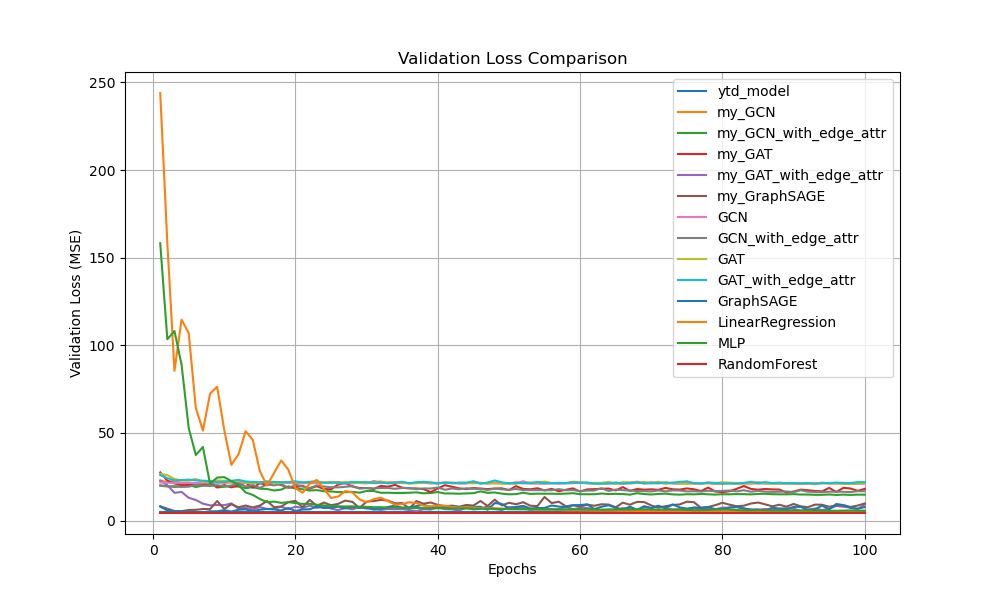 Validation Loss Comparison
Validation Loss (MSE)
250
200
150
100
50
0
0
20
40
60
80
100
Epochs
ytd_model
my_GCN
my_GCN_with_edge_attr
my_GAT
my_GAT_with_edge_attr
my_GraphSAGE
GCN
GCN_with_edge_attr
GAT
GAT_with_edge_attr
GraphSAGE
LinearRegression
MLP
RandomForest